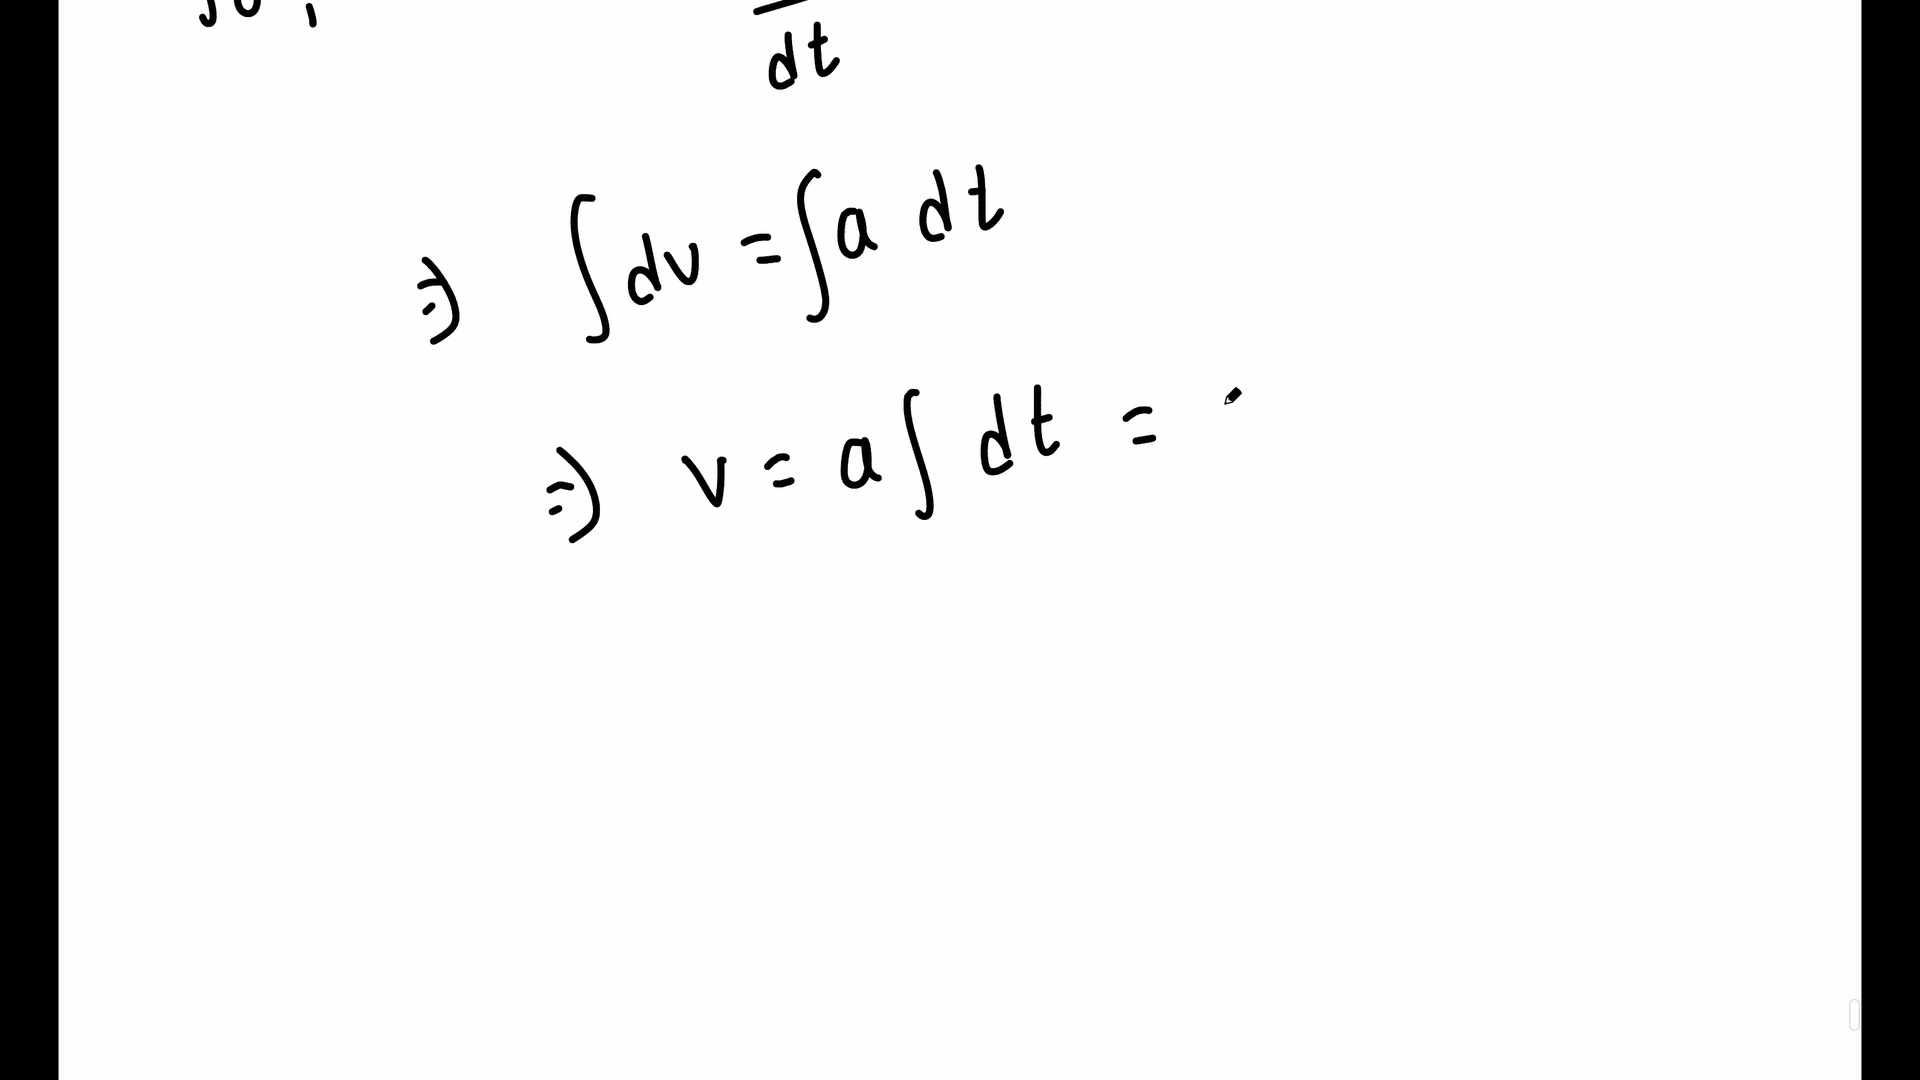 dt
⇒ ∫dv = ∫a dt
⇒ v = a∫ dt =